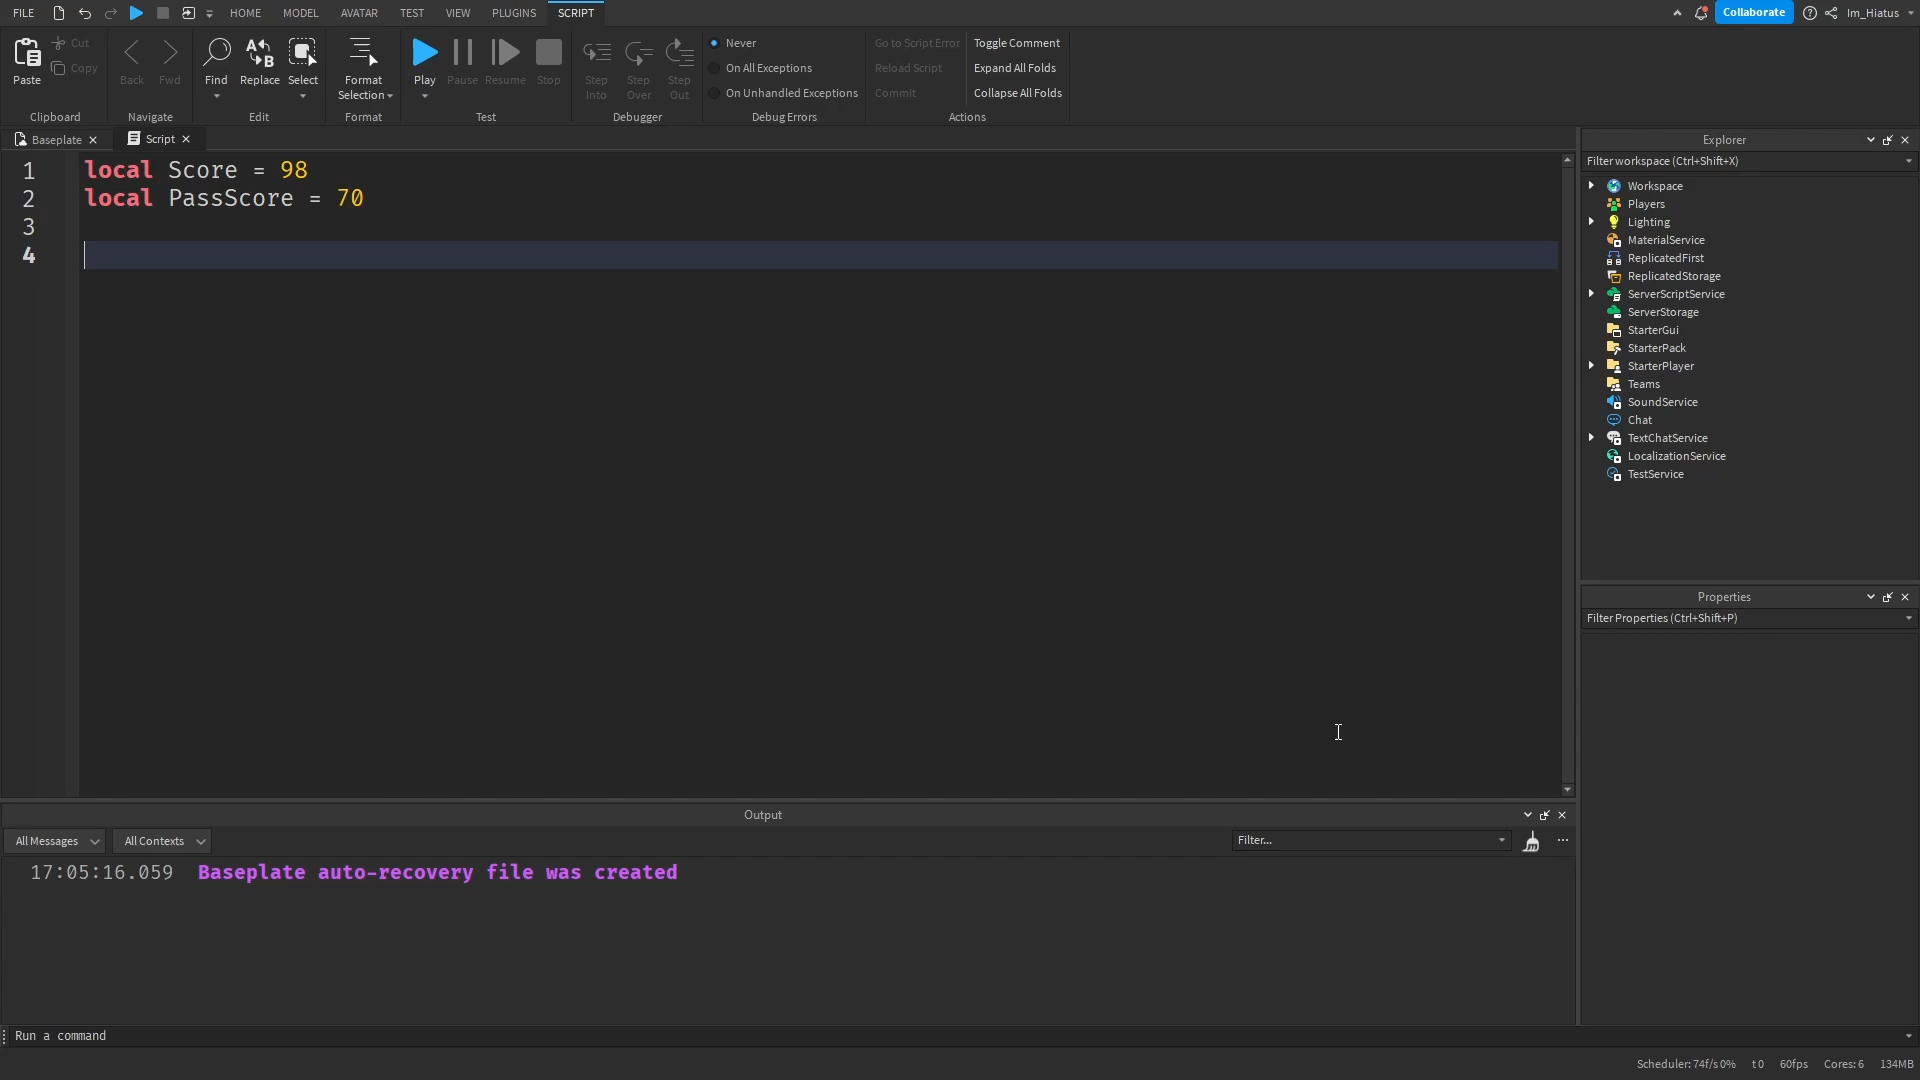 FILE HOME MODEL AVATAR TEST VIEW PLUGINS SCRIPT Collaborate Im_Hiatus
Paste Cut Copy Back Fwd Find Replace Select Format Selection Play Pause Resume Stop Step Into Step Over Step Out
Never
On All Exceptions
On Unhandled Exceptions
Go to Script Error
Reload Script
Commit
Toggle Comment
Expand All Folds
Collapse All Folds
Clipboard Navigate Edit Format Test Debugger Debug Errors Actions
Baseplate Script
1 local Score = 98
2 local PassScore = 70
3
4
Explorer
Filter workspace (Ctrl+Shift+X)
Workspace
Players
Lighting
MaterialService
ReplicatedFirst
ReplicatedStorage
ServerScriptService
ServerStorage
StarterGui
StarterPack
StarterPlayer
Teams
SoundService
Chat
TextChatService
LocalizationService
TestService
Properties
Filter Properties (Ctrl+Shift+P)
Output
All Messages All Contexts Filter...
17:05:16.059 Baseplate auto-recovery file was created
Run a command
Scheduler: 74f/s 0% t 0 60fps Cores: 6 134MB